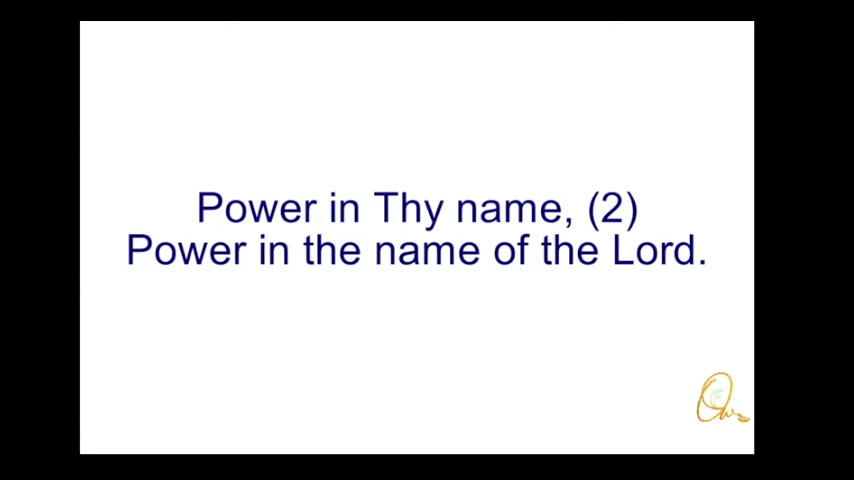 Power in Thy name, (2)
Power in the name of the Lord.